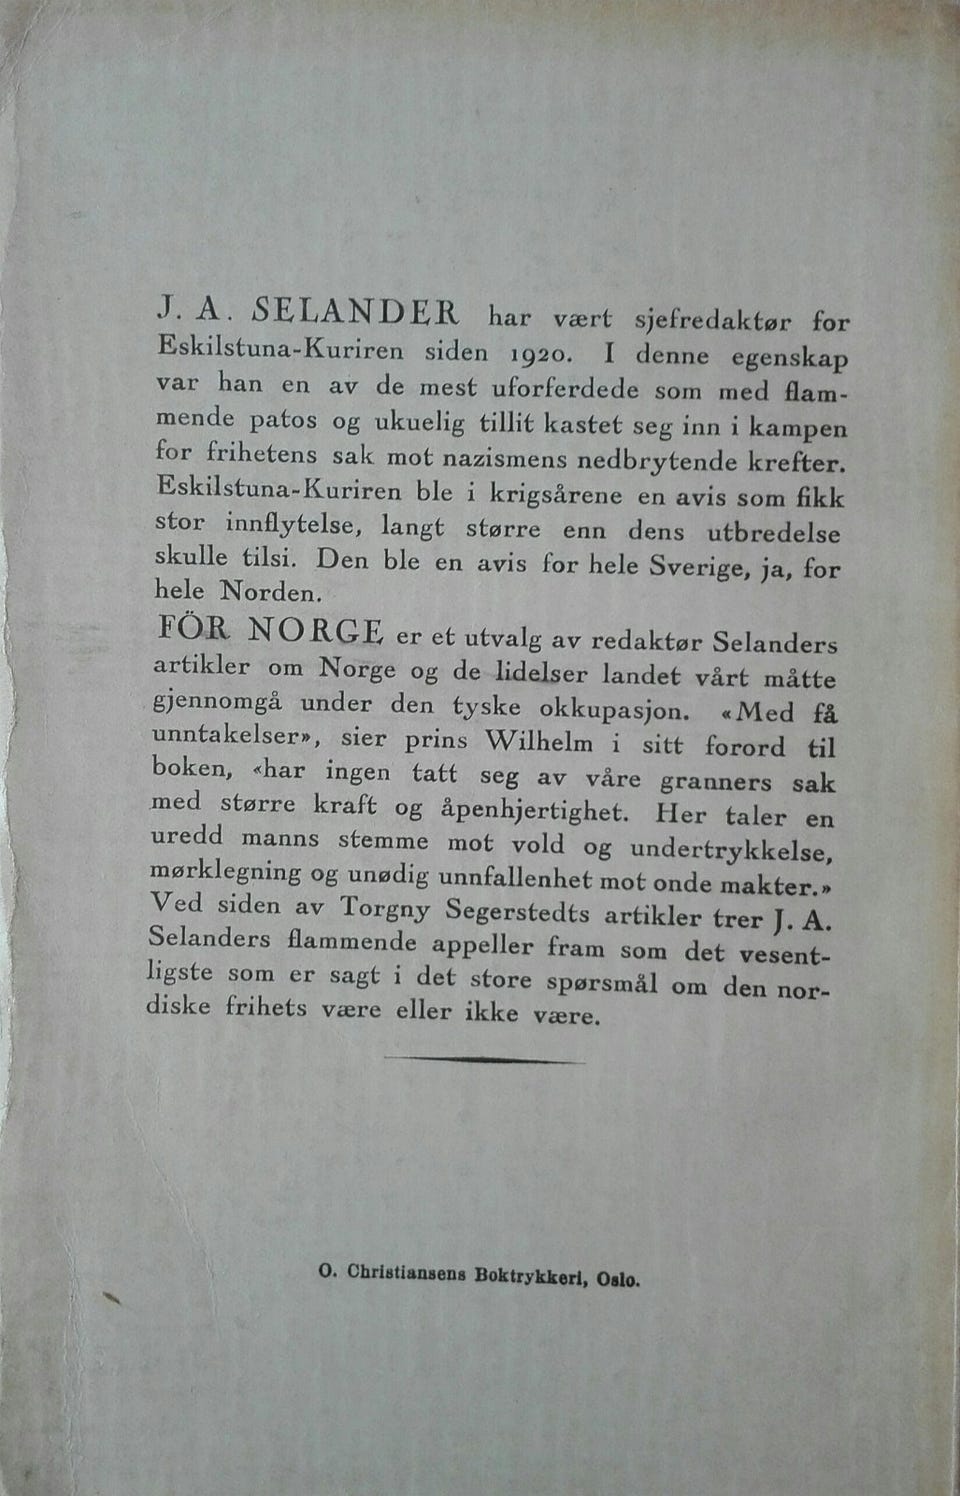 J. A. SELANDER har vært sjefredaktør for
Eskilstuna-Kuriren siden 1920. I denne egenskap
var han en av de mest uforferdede som med flam-
mende patos og ukuelig tillit kastet seg inn i kampen
for frihetens sak mot nazismens nedbrytende krefter.
Eskilstuna-Kuriren ble i krigsårene en avis som fikk
stor innflytelse, langt større enn dens utbredelse
skulle tilsi. Den ble en avis for hele Sverige, ja, for
hele Norden.
FÖR NORGE er et utvalg av redaktør Selanders
artikler om Norge og de lidelser landet vårt måtte
gjennomgå under den tyske okkupasjon. «Med få
unntakelser», sier prins Wilhelm i sitt forord til
boken, «har ingen tatt seg av våre granners sak
med større kraft og åpenhjertighet. Her taler en
uredd manns stemme mot vold og undertrykkelse,
mørklegning og unødig unnfallenhet mot onde makter.»
Ved siden av Torgny Segerstedts artikler trer J. A.
Selanders flammende appeller fram som det vesent-
ligste som er sagt i det store spørsmål om den nor-
diske frihets være eller ikke være.
O. Christiansens Boktrykkeri, Oslo.